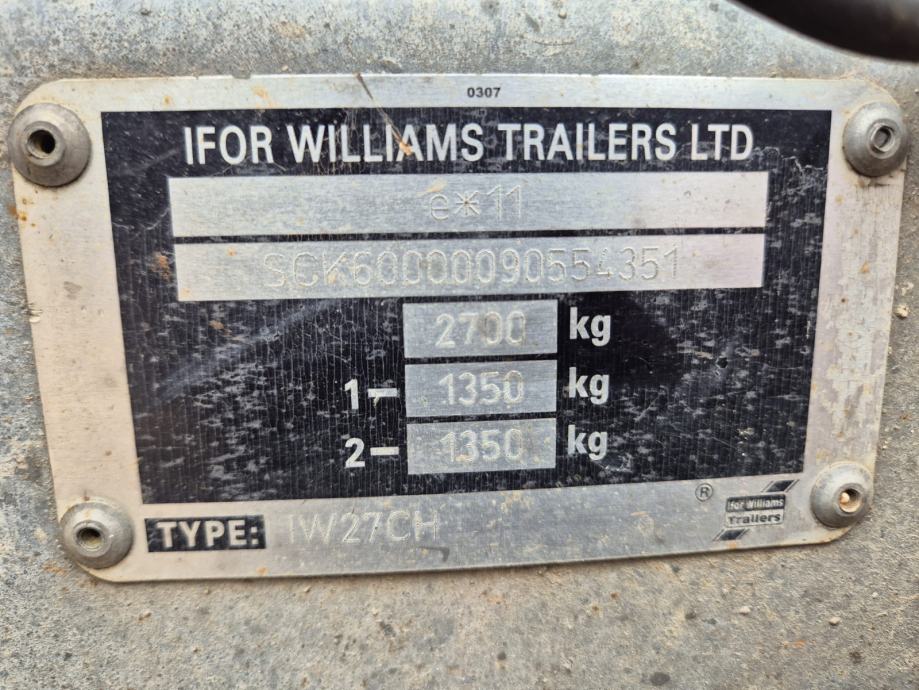 0307
IFOR WILLIAMS TRAILERS LTD
e*11
SCK60000090554351
2700 kg
1- 1350 kg
2- 1350 kg
®
Ifor Williams
Trailers
TYPE: IW27CH